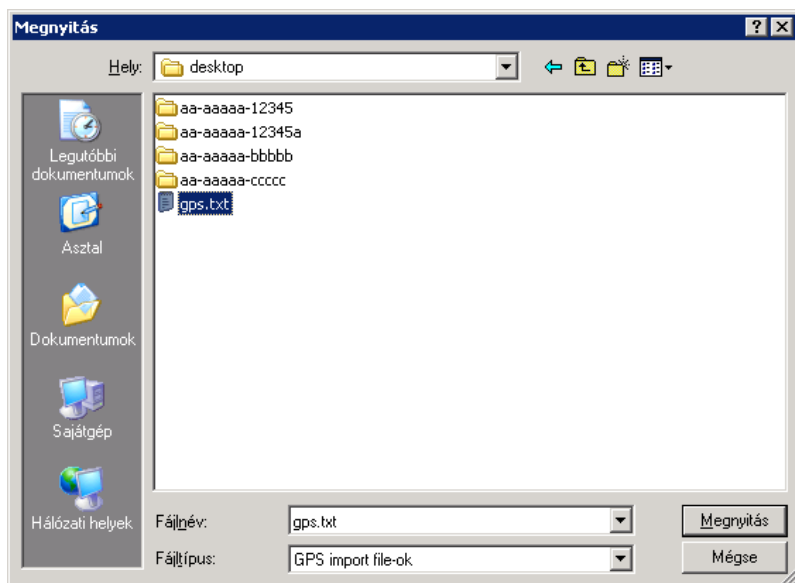 Megnyitás
Hely:
desktop
aa-aaaaa-12345
aa-aaaaa-12345a
aa-aaaaa-bbbbb
aa-aaaaa-ccccc
gps.txt
Legutóbbi
dokumentumok
Asztal
Dokumentumok
Sajátgép
Hálózati helyek
Fájlnév:
gps.txt
Megnyitás
Fájltípus:
GPS import file-ok
Mégse